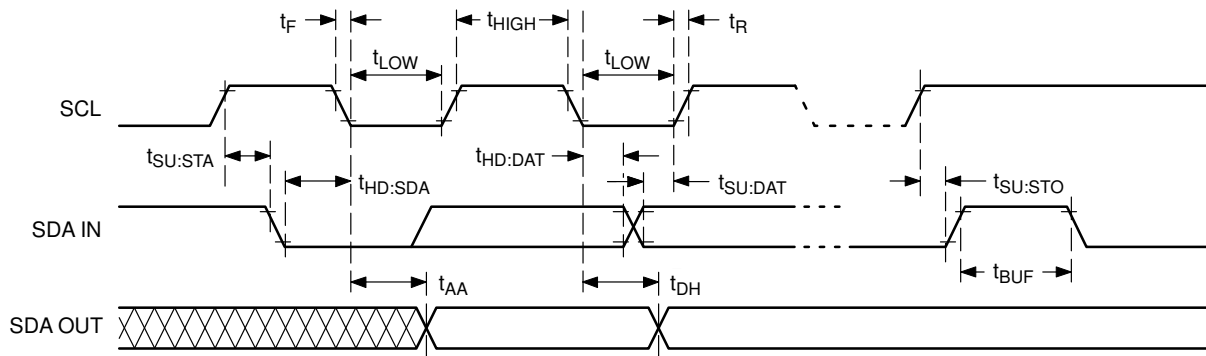 tF
tHIGH
tR
tLOW
tLOW
SCL
tSU:STA
tHD:DAT
tHD:SDA
tSU:DAT
tSU:STO
SDA IN
tAA
tDH
tBUF
SDA OUT